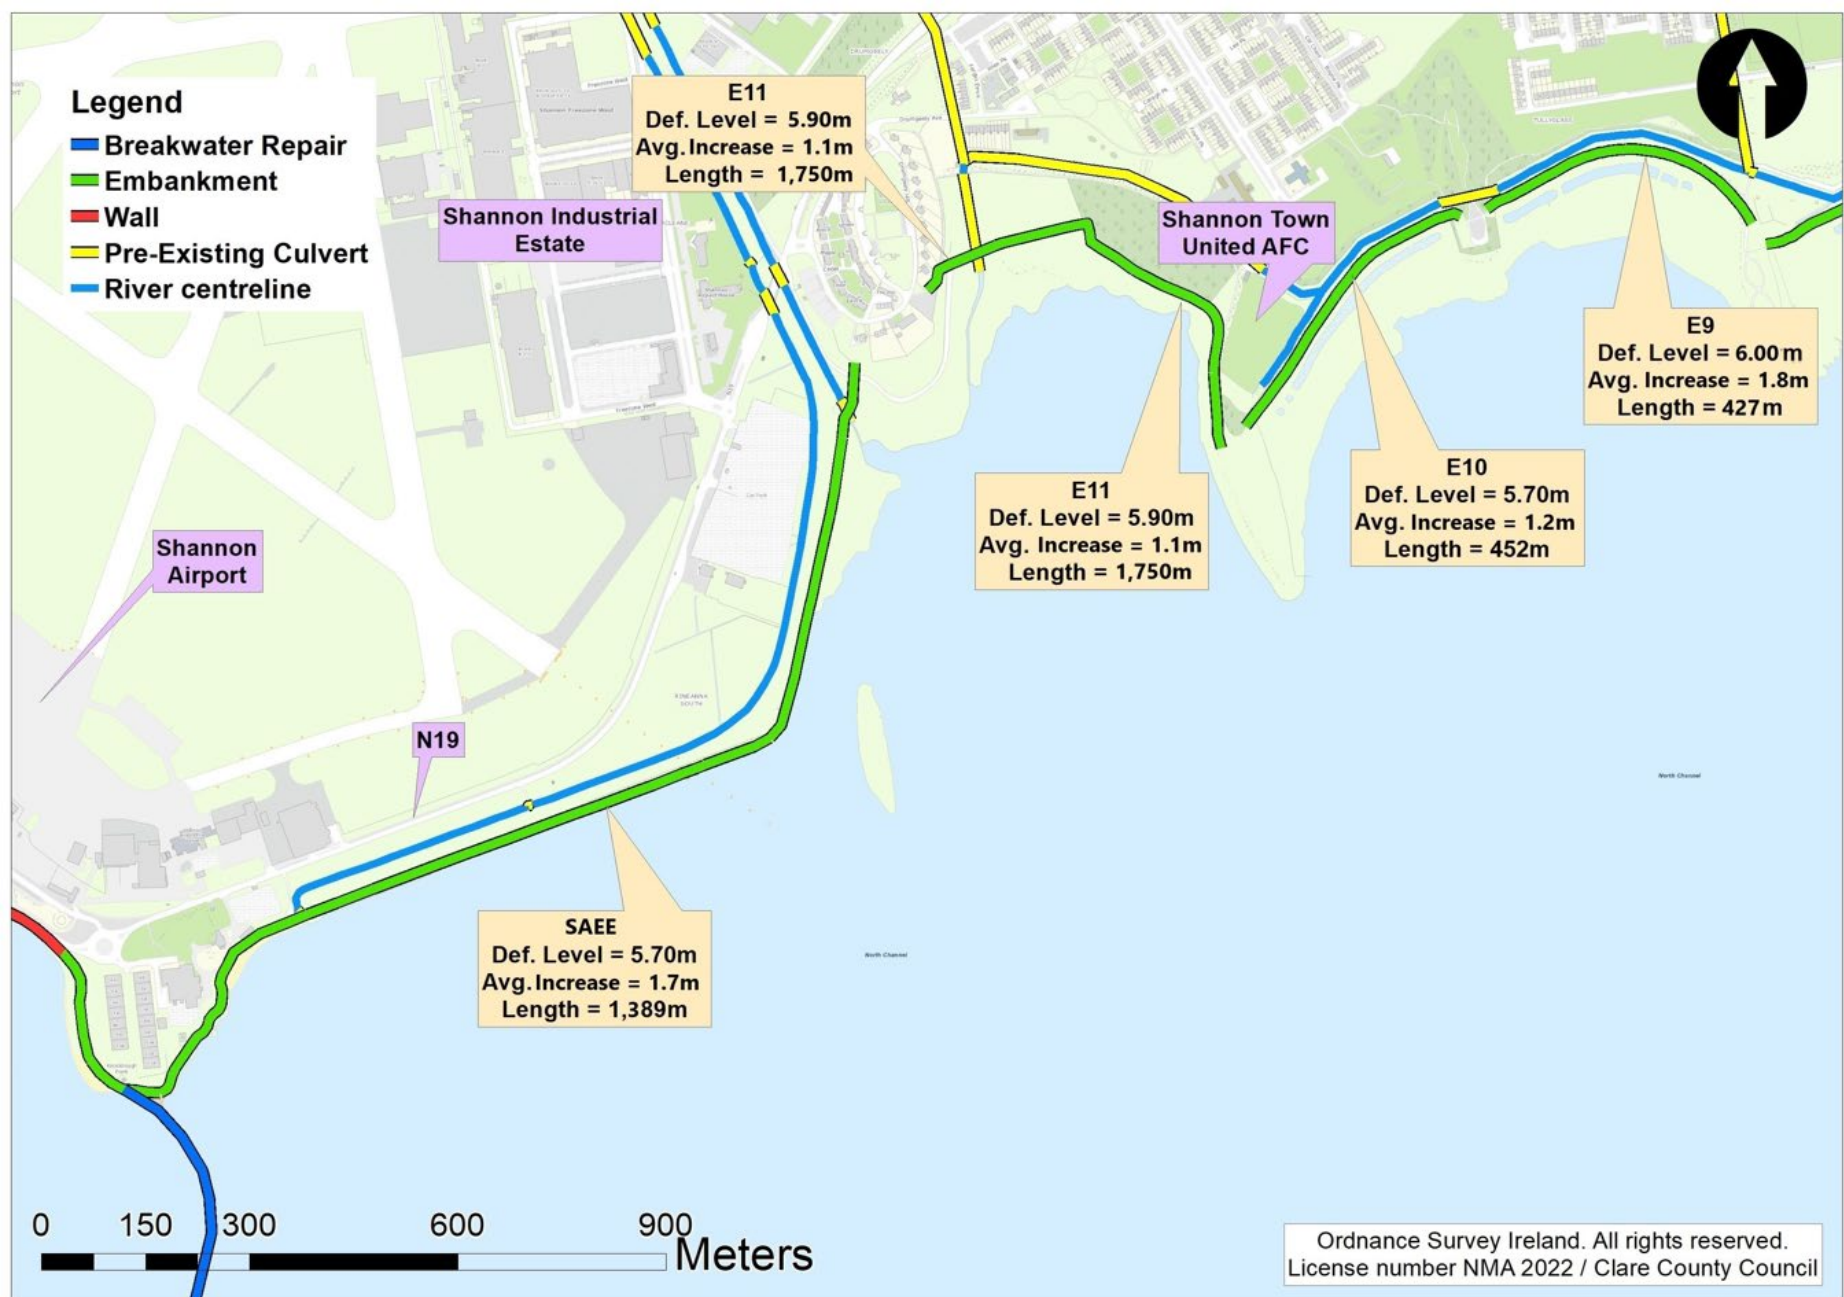 Legend
Breakwater Repair
Embankment
Wall
Pre-Existing Culvert
River centreline
E11
Def. Level = 5.90m
Avg. Increase = 1.1m
Length = 1,750m
Shannon Industrial
Estate
Shannon Town
United AFC
E9
Def. Level = 6.00m
Avg. Increase = 1.8m
Length = 427m
E10
Def. Level = 5.70m
Avg. Increase = 1.2m
Length = 452m
E11
Def. Level = 5.90m
Avg. Increase = 1.1m
Length = 1,750m
Shannon
Airport
N19
North Channel
SAEE
Def. Level = 5.70m
Avg. Increase = 1.7m
Length = 1,389m
North Channel
0 150 300 600 900
Meters
Ordnance Survey Ireland. All rights reserved.
License number NMA 2022 / Clare County Council